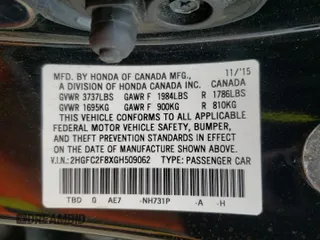 MFD. BY HONDA OF CANADA MFG., 11/'15
A DIVISION OF HONDA CANADA INC. CANADA
GVWR 3737LBS GAWR F 1984LBS R 1786LBS
GVWR 1695KG GAWR F 900KG R 810KG
THIS VEHICLE CONFORMS TO ALL APPLICABLE
FEDERAL MOTOR VEHICLE SAFETY, BUMPER,
AND THEFT PREVENTION STANDARDS IN EFFECT
ON THE DATE OF MANUFACTURE SHOWN ABOVE.
V.I.N.: 2HGFC2F8XGH509062 TYPE: PASSENGER CAR
TBD Q AE7 -NH731P -A -H
DREAMBID